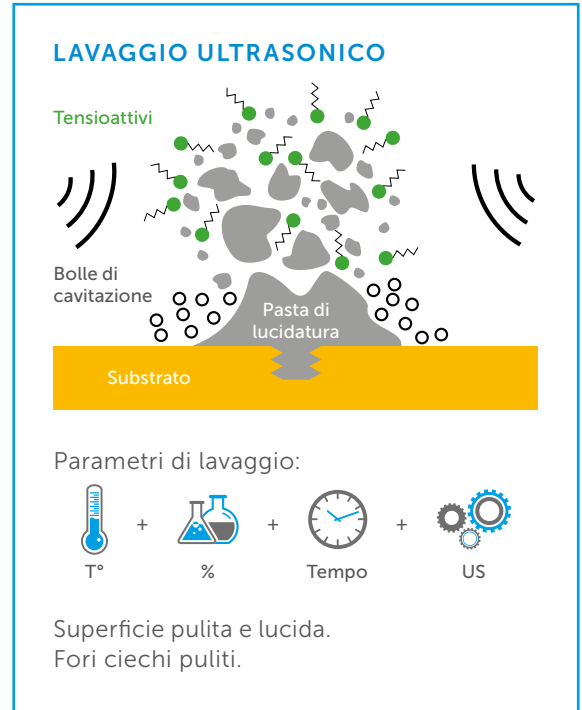 LAVAGGIO ULTRASONICO
Tensioattivi
Bolle di
cavitazione
Pasta di
lucidatura
Substrato
Parametri di lavaggio:
+ + +
T° % Tempo US
Superficie pulita e lucida.
Fori ciechi puliti.